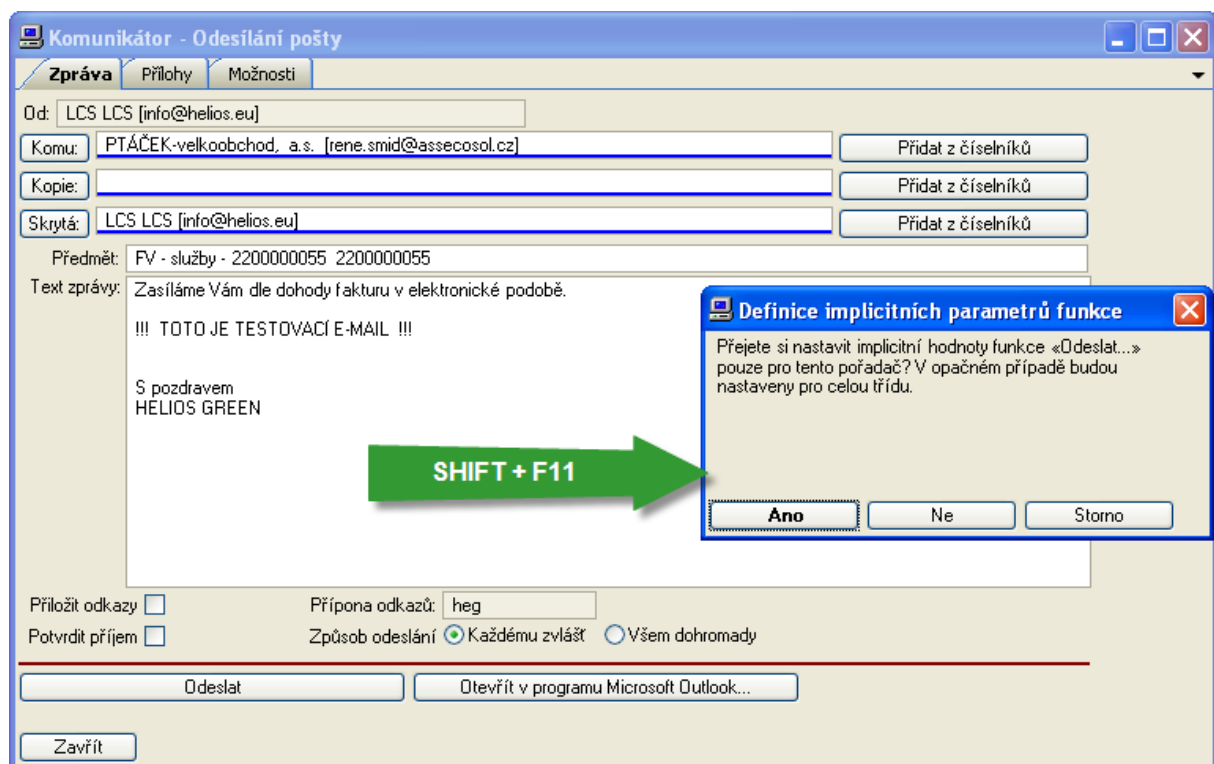 Komunikátor - Odesílání pošty
Zpráva Přílohy Možnosti
Od: LCS LCS [info@helios.eu]
Komu: PTÁČEK-velkoobchod, a.s. [rene.smid@assecosol.cz] Přidat z číselníků
Kopie: Přidat z číselníků
Skrytá: LCS LCS [info@helios.eu] Přidat z číselníků
Předmět: FV - služby - 2200000055 2200000055
Text zprávy: Zasíláme Vám dle dohody fakturu v elektronické podobě.
!!! TOTO JE TESTOVACÍ E-MAIL !!!
S pozdravem
HELIOS GREEN
SHIFT + F11
Definice implicitních parametrů funkce
Přejete si nastavit implicitní hodnoty funkce «Odeslat...»
pouze pro tento pořadač? V opačném případě budou
nastaveny pro celou třídu.
Ano Ne Storno
Přiložit odkazy Přípona odkazů: heg
Potvrdit příjem Způsob odeslání Každému zvlášť Všem dohromady
Odeslat Otevřít v programu Microsoft Outlook...
Zavřít